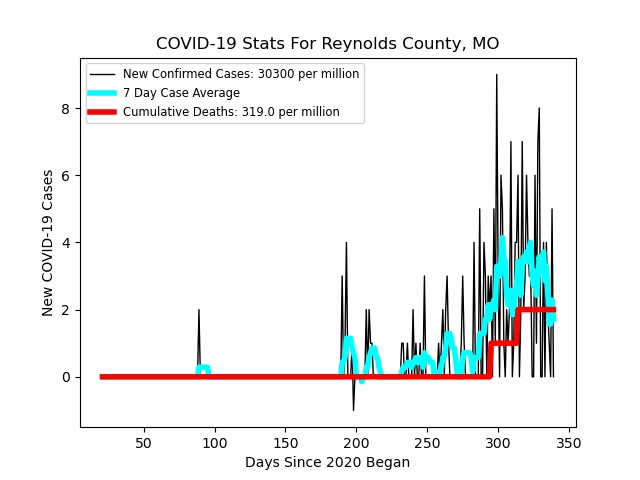 COVID-19 Stats For Reynolds County, MO
New Confirmed Cases: 30300 per million
7 Day Case Average
Cumulative Deaths: 319.0 per million
New COVID-19 Cases
8
6
4
2
0
50 100 150 200 250 300 350
Days Since 2020 Began